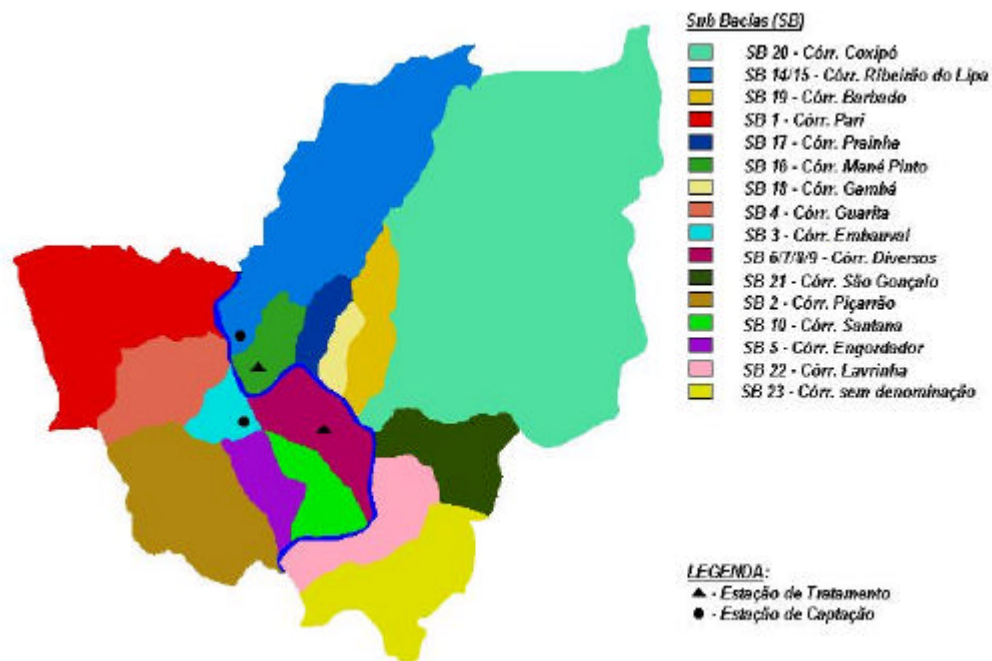 Sub Bacias (SB)
SB 20 - Córr. Coxipó
SB 14/15 - Córr. Ribeirão do Lipa
SB 19 - Córr. Barbado
SB 1 - Córr. Pari
SB 17 - Córr. Prainha
SB 16 - Córr. Mané Pinto
SB 18 - Córr. Gambá
SB 4 - Córr. Guarita
SB 3 - Córr. Embauval
SB 6/7/8/9 - Córr. Diversos
SB 21 - Córr. São Gonçalo
SB 2 - Córr. Piçarrão
SB 10 - Córr. Santana
SB 5 - Córr. Engordador
SB 22 - Córr. Lavrinha
SB 23 - Córr. sem denominação
LEGENDA:
- Estação de Tratamento
- Estação de Captação